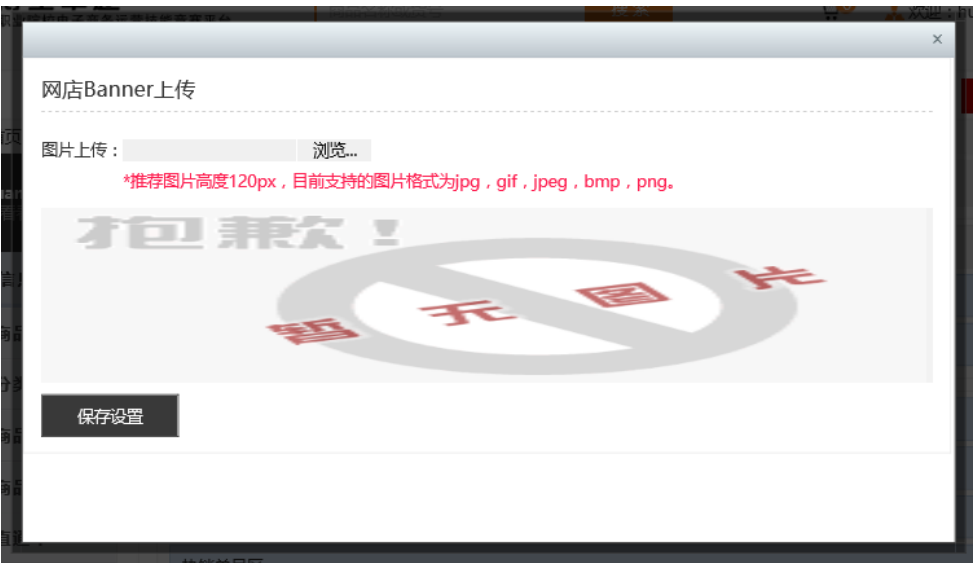 网店Banner上传
图片上传：
浏览...
*推荐图片高度120px，目前支持的图片格式为jpg，gif，jpeg，bmp，png。
抱歉！
暂无图片
保存设置